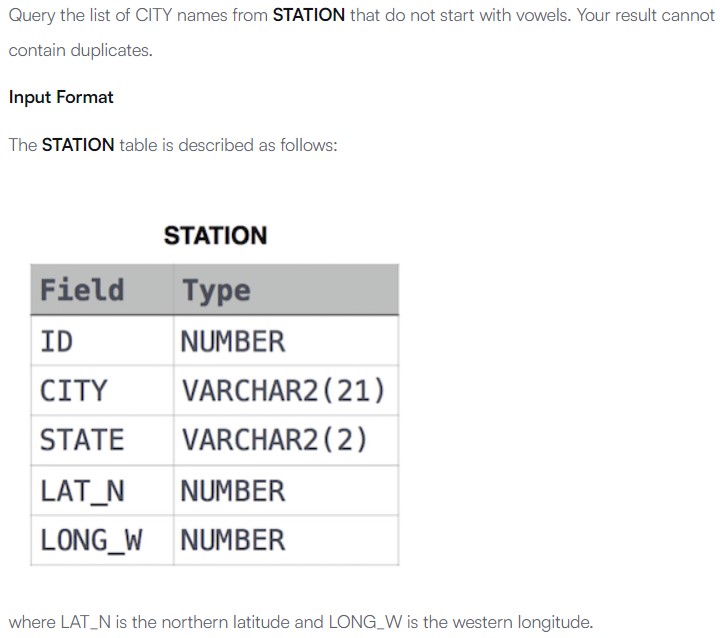 Query the list of CITY names from STATION that do not start with vowels. Your result cannot
contain duplicates.
Input Format
The STATION table is described as follows:
STATION
Field Type
ID NUMBER
CITY VARCHAR2(21)
STATE VARCHAR2(2)
LAT_N NUMBER
LONG_W NUMBER
where LAT_N is the northern latitude and LONG_W is the western longitude.